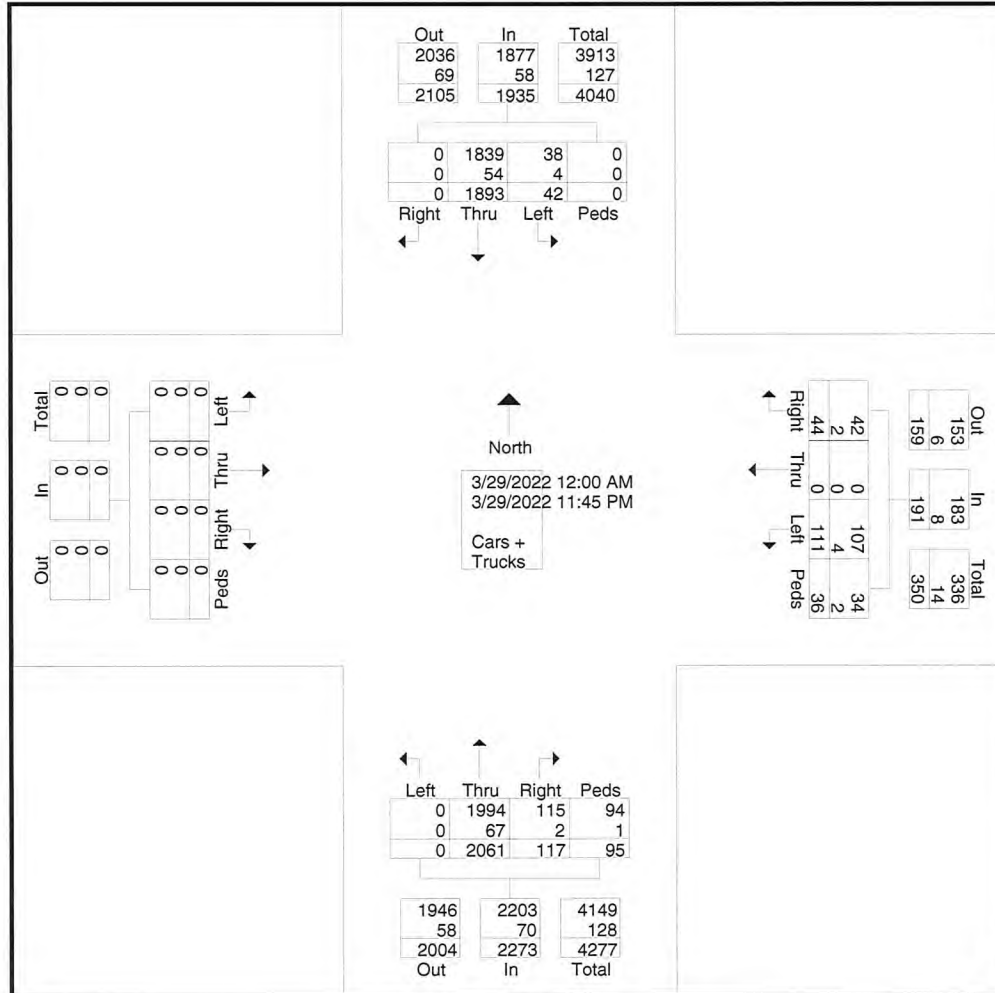 Out In Total
2036 1877 3913
69 58 127
2105 1935 4040
0 1839 38 0
0 54 4 0
0 1893 42 0
Right Thru Left Peds
Total In Out
0 0 0
0 0 0
0 0 0
Left Thru Right Peds
0 0 0 0
0 0 0 0
0 0 0 0
North
3/29/2022 12:00 AM
3/29/2022 11:45 PM
Cars +
Trucks
Out In Total
153 183 336
6 8 14
159 191 350
42 0 107 34
2 0 4 2
44 0 111 36
Right Thru Left Peds
Left Thru Right Peds
0 1994 115 94
0 67 2 1
0 2061 117 95
1946 2203 4149
58 70 128
2004 2273 4277
Out In Total